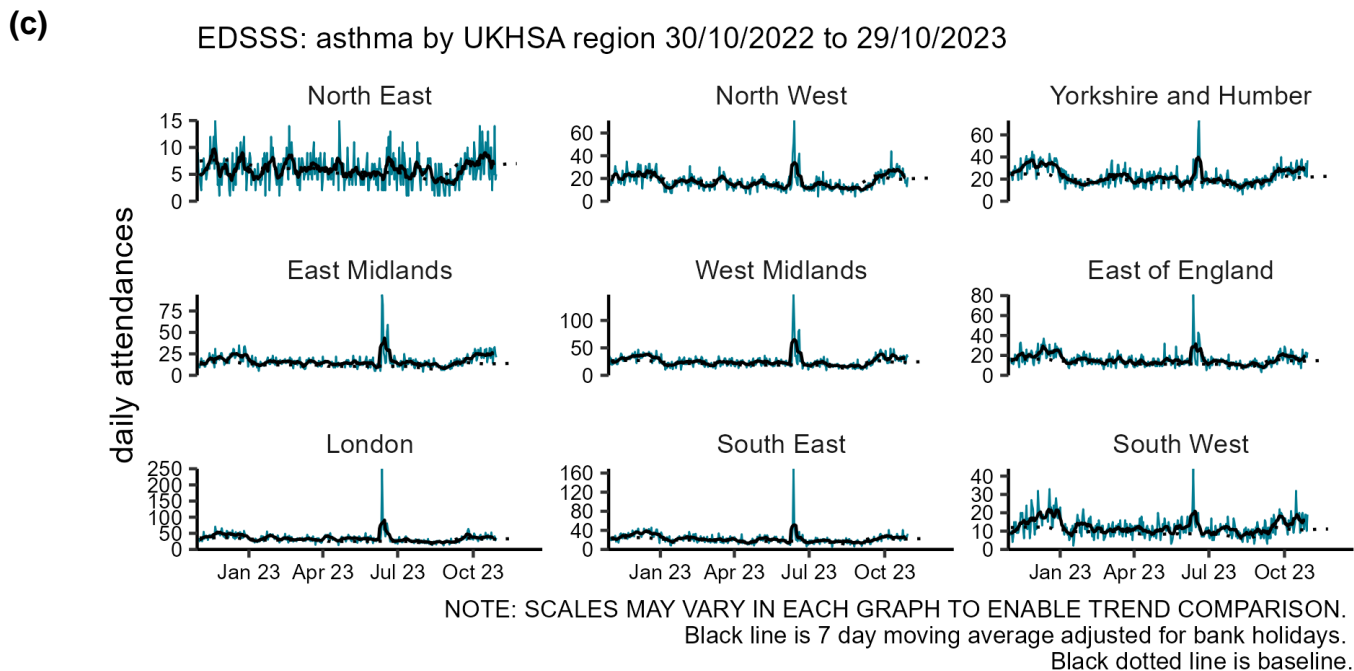 (c)
EDSSS: asthma by UKHSA region 30/10/2022 to 29/10/2023
daily attendances
North East
15
10
5
0
North West
60
40
20
0
Yorkshire and Humber
60
40
20
0
East Midlands
75
50
25
0
West Midlands
100
50
0
East of England
80
60
40
20
0
London
250
200
150
100
50
0
Jan 23 Apr 23 Jul 23 Oct 23
South East
160
120
80
40
0
Jan 23 Apr 23 Jul 23 Oct 23
South West
40
30
20
10
0
Jan 23 Apr 23 Jul 23 Oct 23
NOTE: SCALES MAY VARY IN EACH GRAPH TO ENABLE TREND COMPARISON.
Black line is 7 day moving average adjusted for bank holidays.
Black dotted line is baseline.